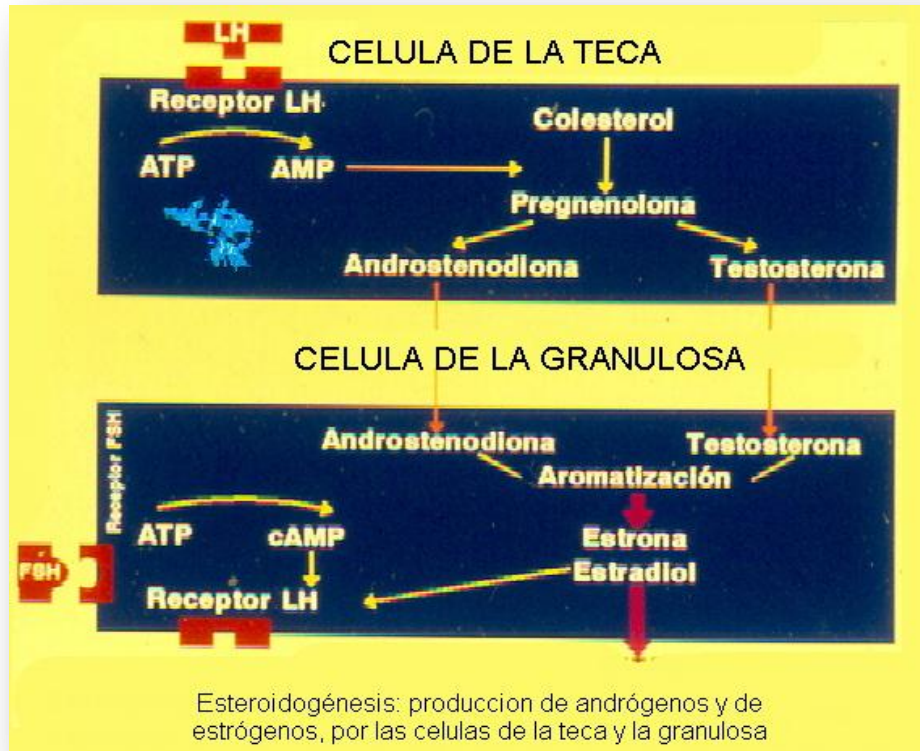 LH
CELULA DE LA TECA
Receptor LH
Colesterol
ATP
AMP
Pregnenolona
Androstenodiona
Testosterona
CELULA DE LA GRANULOSA
Receptor FSH
Androstenodiona
Testosterona
Aromatización
ATP
cAMP
Estrona
Estradiol
FSH
Receptor LH
Esteroidogénesis: produccion de andrógenos y de
estrógenos, por las celulas de la teca y la granulosa